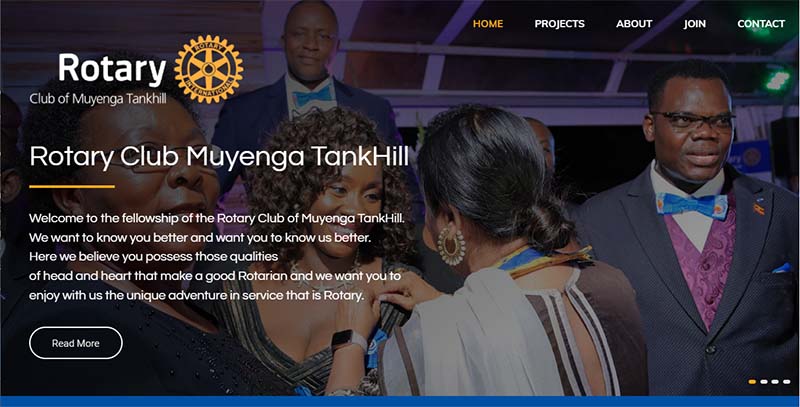 HOME PROJECTS ABOUT JOIN CONTACT
Rotary
Club of Muyenga Tankhill
ROTARY
INTERNATIONAL
Rotary Club Muyenga TankHill
Welcome to the fellowship of the Rotary Club of Muyenga TankHill.
We want to know you better and want you to know us better.
Here we believe you possess those qualities
of head and heart that make a good Rotarian and we want you to
enjoy with us the unique adventure in service that is Rotary.
Read More